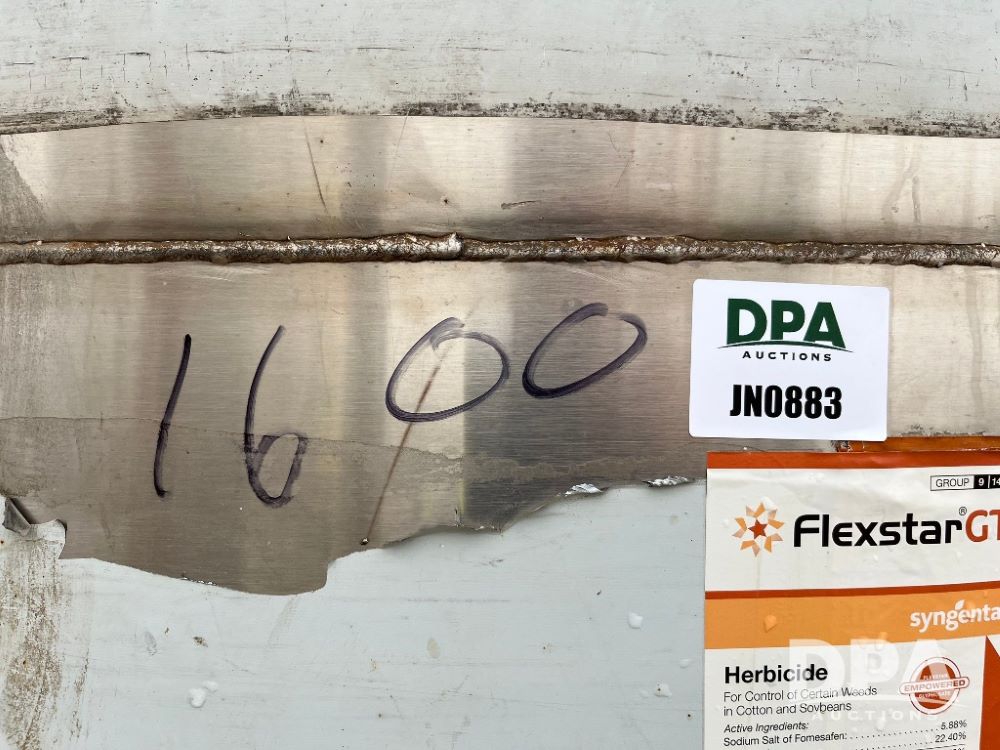 1600
DPA
AUCTIONS
JN0883
GROUP 9 14
Flexstar® GT
syngenta
Herbicide
For Control of Certain Weeds
in Cotton and Soybeans
EMPOWERED
Active Ingredients:
5.88%
Sodium Salt of Fomesafen: 22.40%
DPA
AUCTIONS